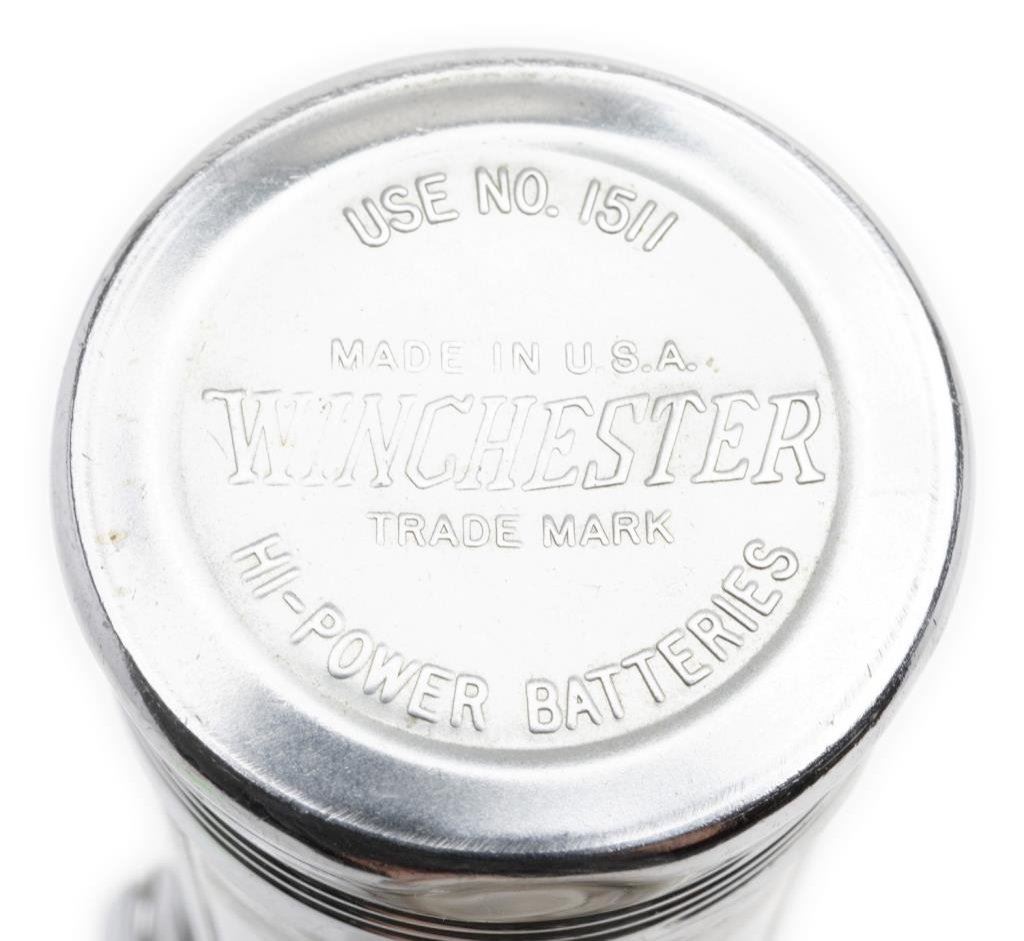 USE NO. 1511
MADE IN U.S.A.
WINCHESTER
TRADE MARK
HI-POWER BATTERIES